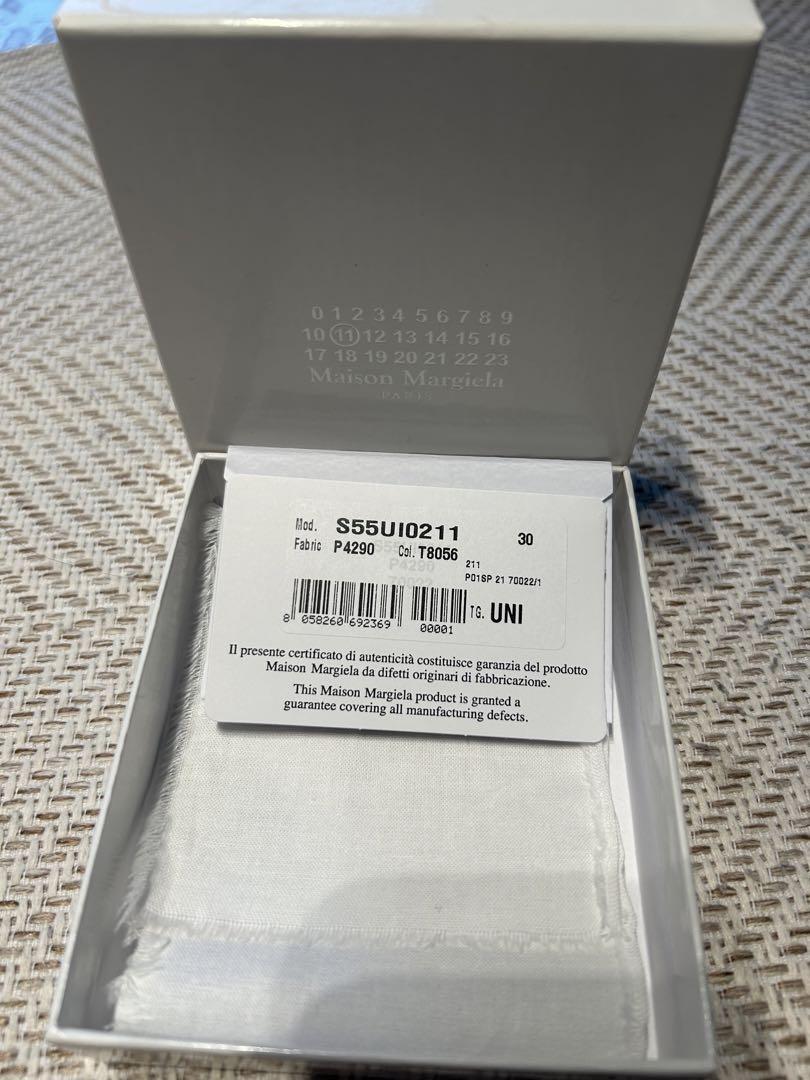 0 1 2 3 4 5 6 7 8 9
10 11 12 13 14 15 16
17 18 19 20 21 22 23
Maison Margiela
PARIS
Mod. S55UI0211 30
Fabric P4290 Col. T8056
211
P4290
P01SP 21 70022/1
70022
8 058260 692369 00001 TG. UNI
Il presente certificato di autenticità costituisce garanzia del prodotto
Maison Margiela da difetti originari di fabbricazione.
This Maison Margiela product is granted a
guarantee covering all manufacturing defects.